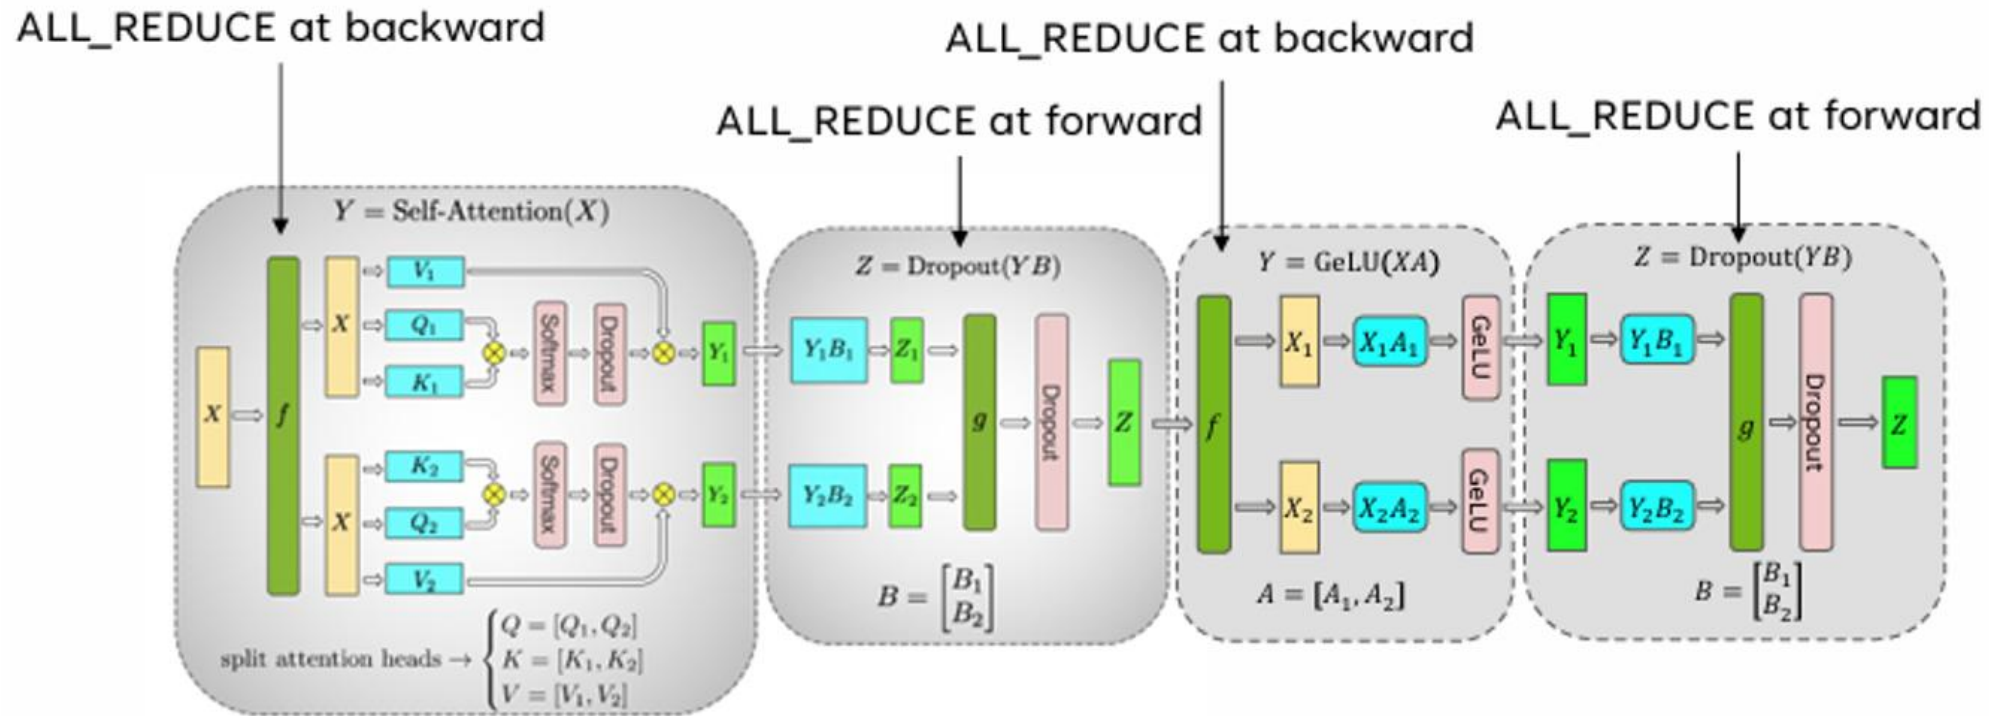 ALL_REDUCE at backward
ALL_REDUCE at backward
ALL_REDUCE at forward
ALL_REDUCE at forward
Y = Self-Attention(X)
X
f
X
V₁
Q₁
K₁
Softmax
Dropout
Y₁
X
K₂
Q₂
V₂
Softmax
Dropout
Y₂
split attention heads → { Q = [Q₁, Q₂]
K = [K₁, K₂]
V = [V₁, V₂]
Z = Dropout(YB)
Y₁B₁
Z₁
Y₂B₂
Z₂
g
Dropout
Z
B = [B₁
B₂]
Y = GeLU(XA)
f
X₁
X₁A₁
GeLU
X₂
X₂A₂
GeLU
A = [A₁, A₂]
Z = Dropout(YB)
Y₁
Y₁B₁
Y₂
Y₂B₂
g
Dropout
Z
B = [B₁
B₂]